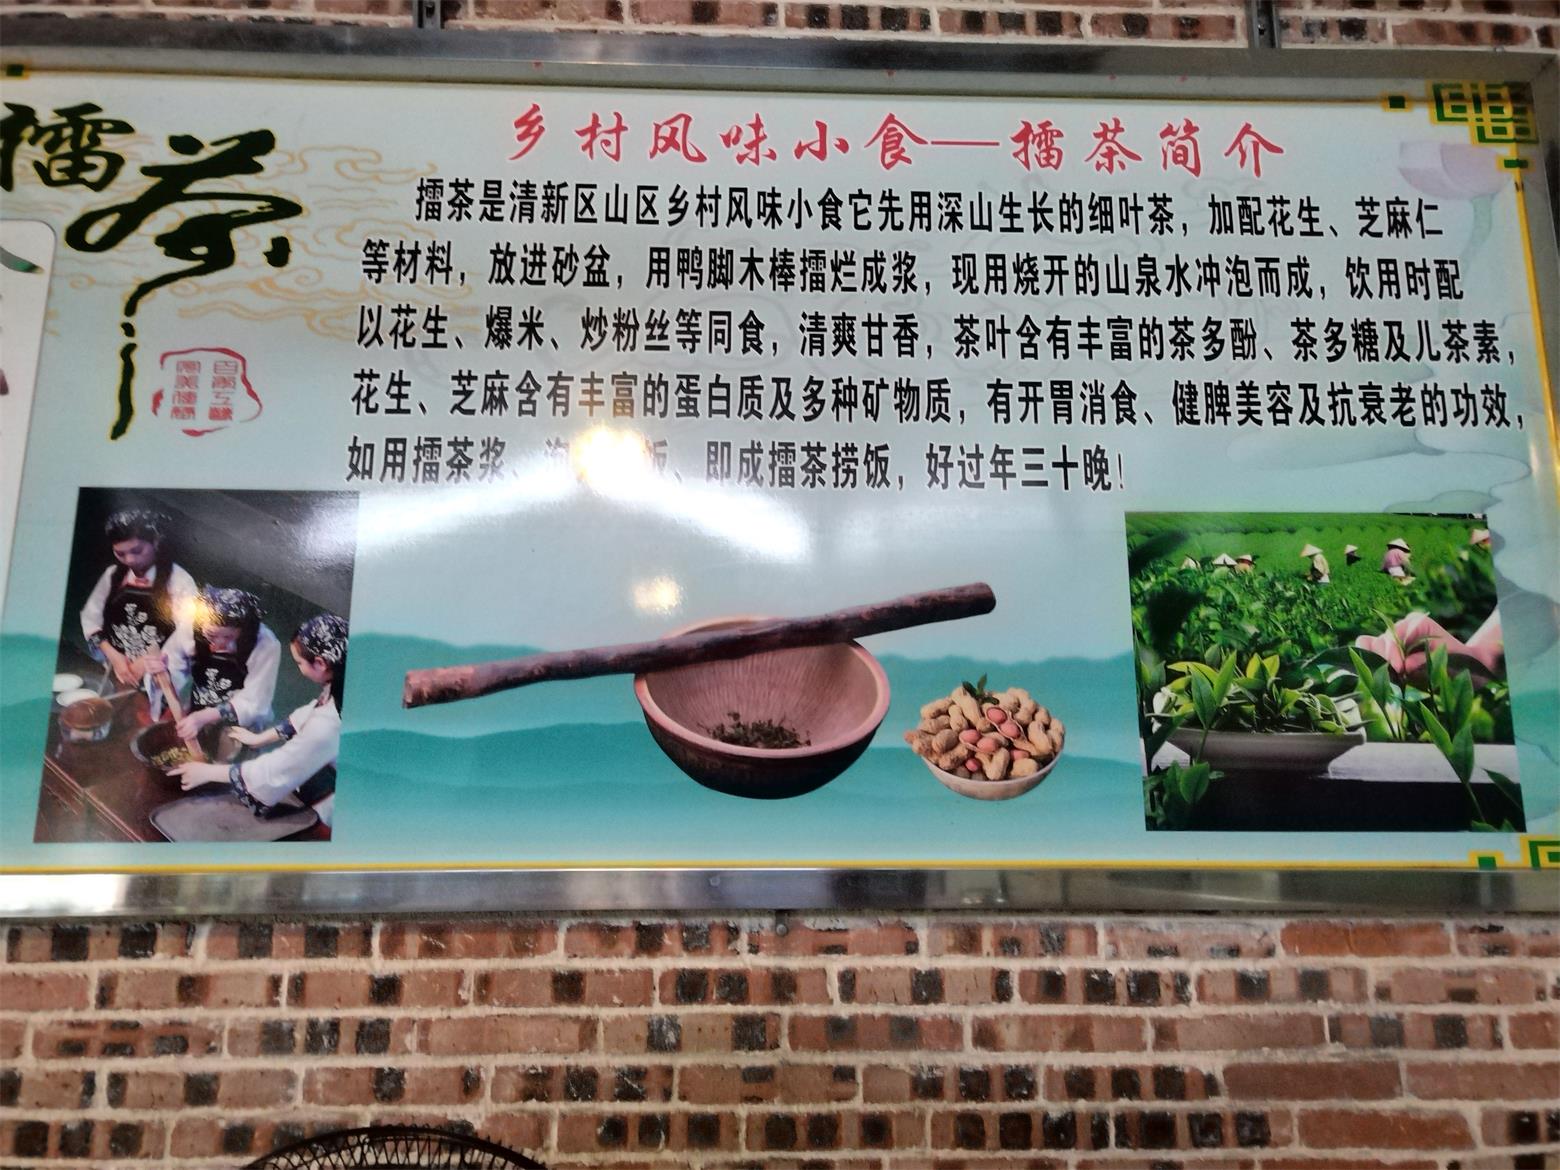 擂茶
乡村风味小食——擂茶简介
擂茶是清新区山区乡村风味小食它先用深山生长的细叶茶，加配花生、芝麻仁
等材料，放进砂盆，用鸭脚木棒擂烂成浆，现用烧开的山泉水冲泡而成，饮用时配
以花生、爆米、炒粉丝等同食，清爽甘香，茶叶含有丰富的茶多酚、茶多糖及儿茶素，
花生、芝麻含有丰富的蛋白质及多种矿物质，有开胃消食、健脾美容及抗衰老的功效，
如用擂茶浆、泡 饭、即成擂茶捞饭，好过年三十晚！